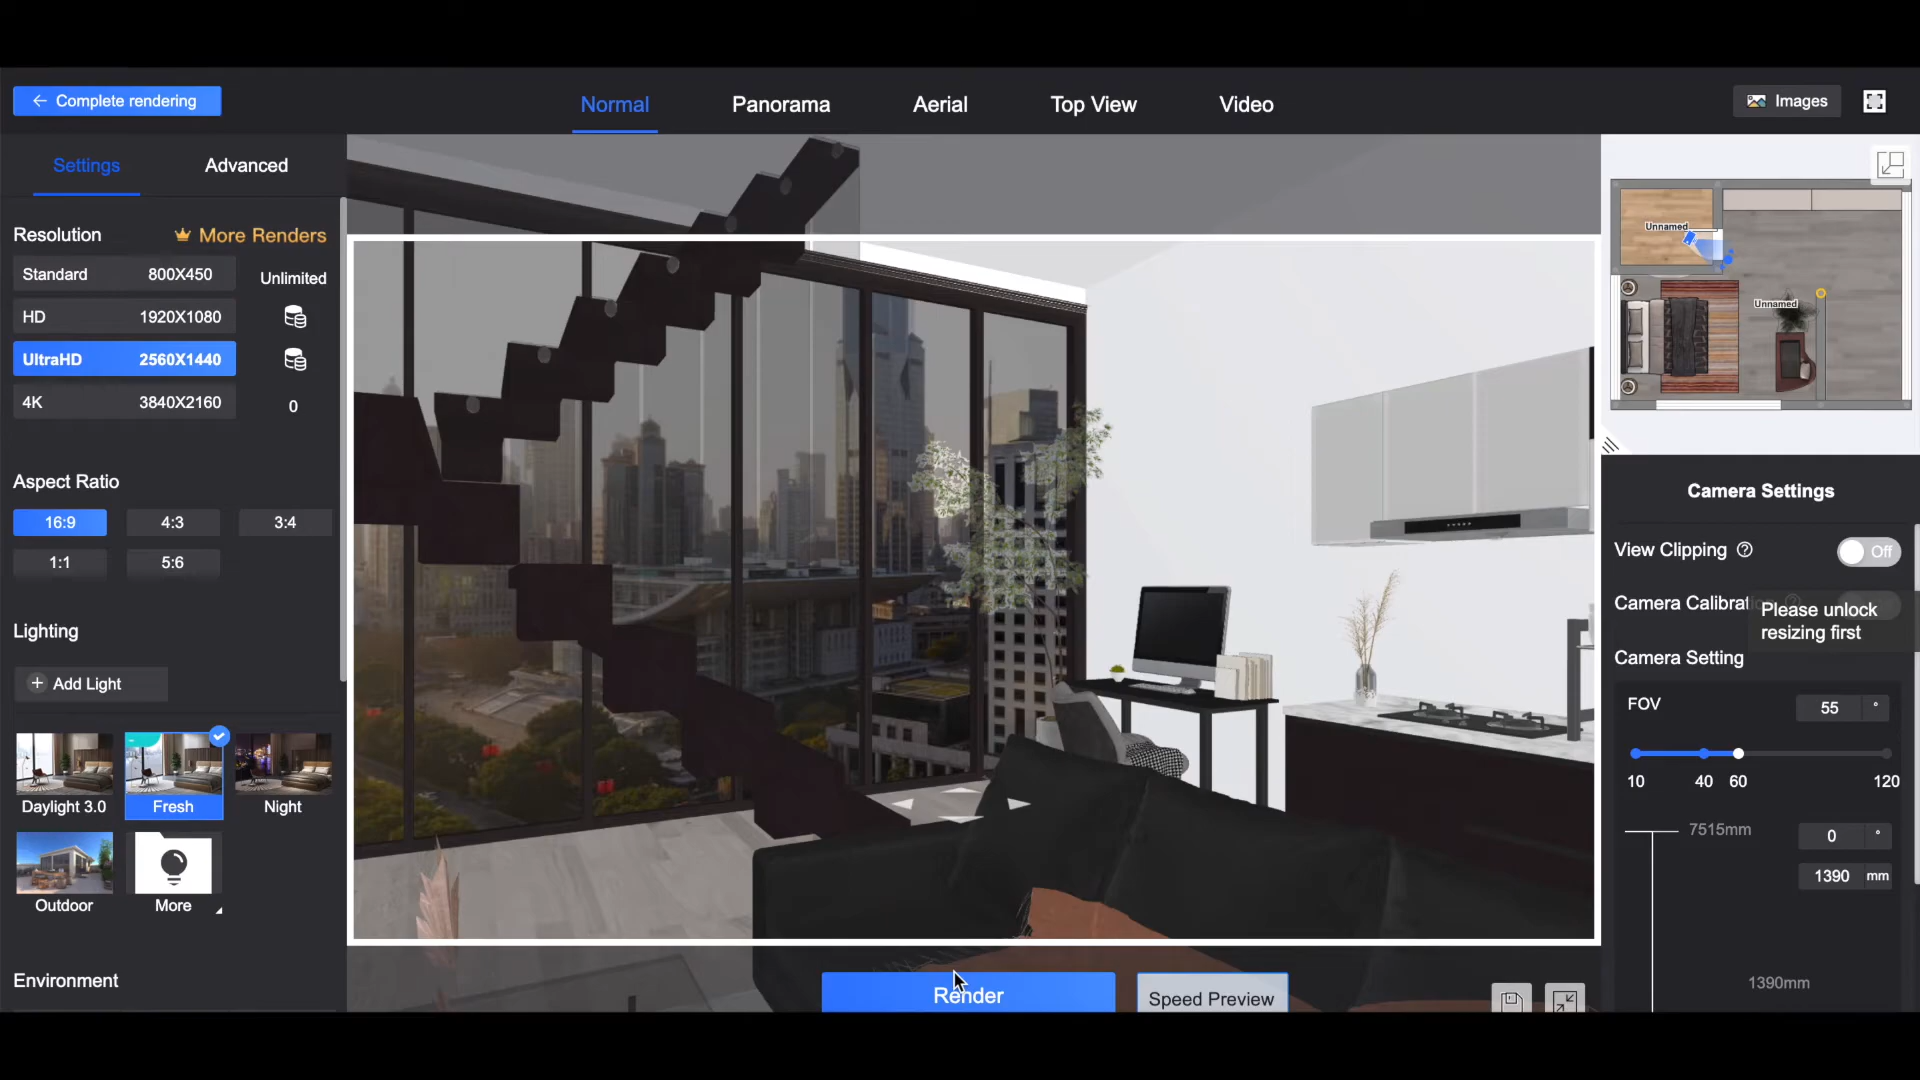 Complete rendering
Normal
Panorama
Aerial
Top View
Video
Images
Settings
Advanced
Resolution
More Renders
Standard 800X450
Unlimited
HD 1920X1080
UltraHD 2560X1440
4K 3840X2160
0
Aspect Ratio
16:9
4:3
3:4
1:1
5:6
Lighting
+ Add Light
Daylight 3.0
Fresh
Night
Outdoor
More
Environment
Render
Speed Preview
Unnamed
Unnamed
Camera Settings
View Clipping
Off
Camera Calibrat
Please unlock
resizing first
Camera Setting
FOV
55 °
10
40
60
120
7515mm
0 °
1390 mm
1390mm